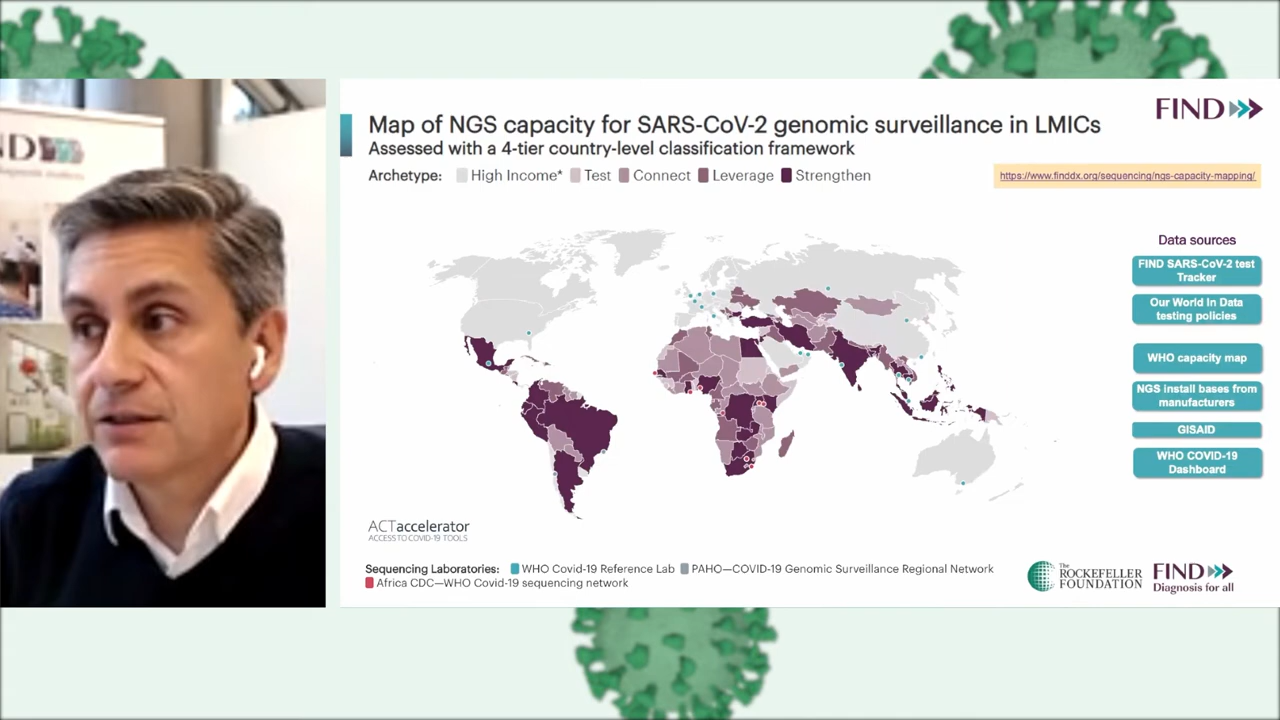 ND
FIND
Map of NGS capacity for SARS-CoV-2 genomic surveillance in LMICs
Assessed with a 4-tier country-level classification framework
Archetype: High Income* Test Connect Leverage Strengthen
https://www.finddx.org/sequencing/ngs-capacity-mapping/
Data sources
FIND SARS-CoV-2 test
Tracker
Our World In Data
testing policies
WHO capacity map
NGS install bases from
manufacturers
GISAID
WHO COVID-19
Dashboard
ACTaccelerator
ACCESS TO COVID-19 TOOLS
Sequencing Laboratories: WHO Covid-19 Reference Lab PAHO—COVID-19 Genomic Surveillance Regional Network
Africa CDC—WHO Covid-19 sequencing network
The
ROCKEFELLER
FOUNDATION
FIND
Diagnosis for all